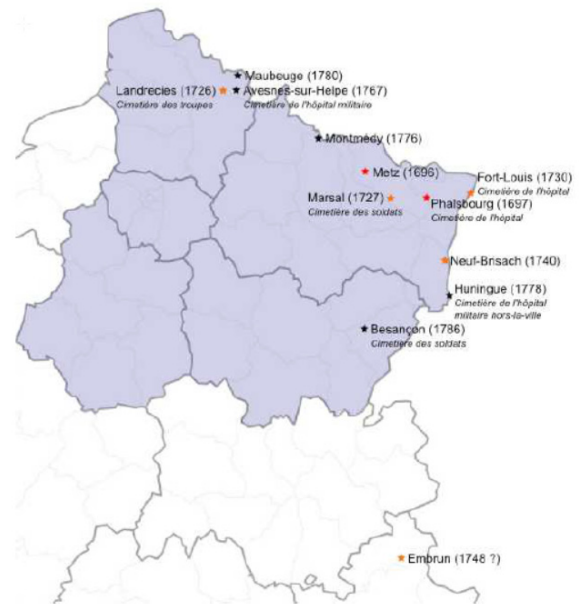 Maubeuge (1780)
Landrecies (1726)
Cimetière des troupes
Avesnes-sur-Helpe (1767)
Cimetière de l'hôpital militaire
Montmédy (1776)
Metz (1696)
Fort-Louis (1730)
Cimetière de l'hôpital
Marsal (1727)
Cimetière des soldats
Phalsbourg (1697)
Cimetière de l'hôpital
Neuf-Brisach (1740)
Huningue (1778)
Cimetière de l'hôpital
militaire hors-la-ville
Besançon (1786)
Cimetière des soldats
Embrun (1748 ?)